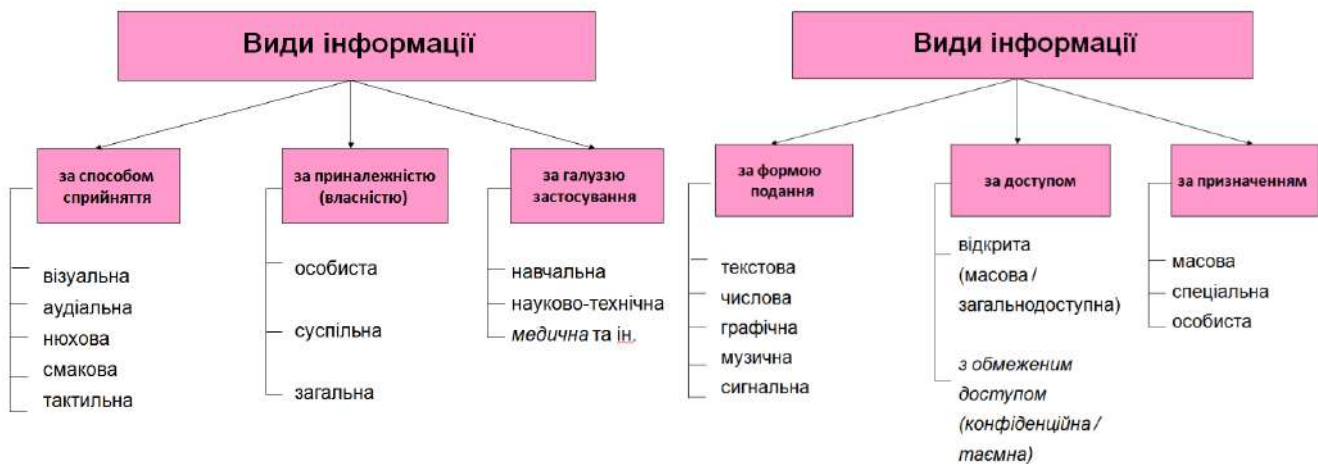 Види інформації
за способом
сприйняття
візуальна
аудіальна
нюхова
смакова
тактильна
за приналежністю
(власністю)
особиста
суспільна
загальна
за галуззю
застосування
навчальна
науково-технічна
медична та ін.
Види інформації
за формою
подання
текстова
числова
графічна
музична
сигнальна
за доступом
відкрита
(масова /
загальнодоступна)
з обмеженим
доступом
(конфіденційна /
таємна)
за призначенням
масова
спеціальна
особиста